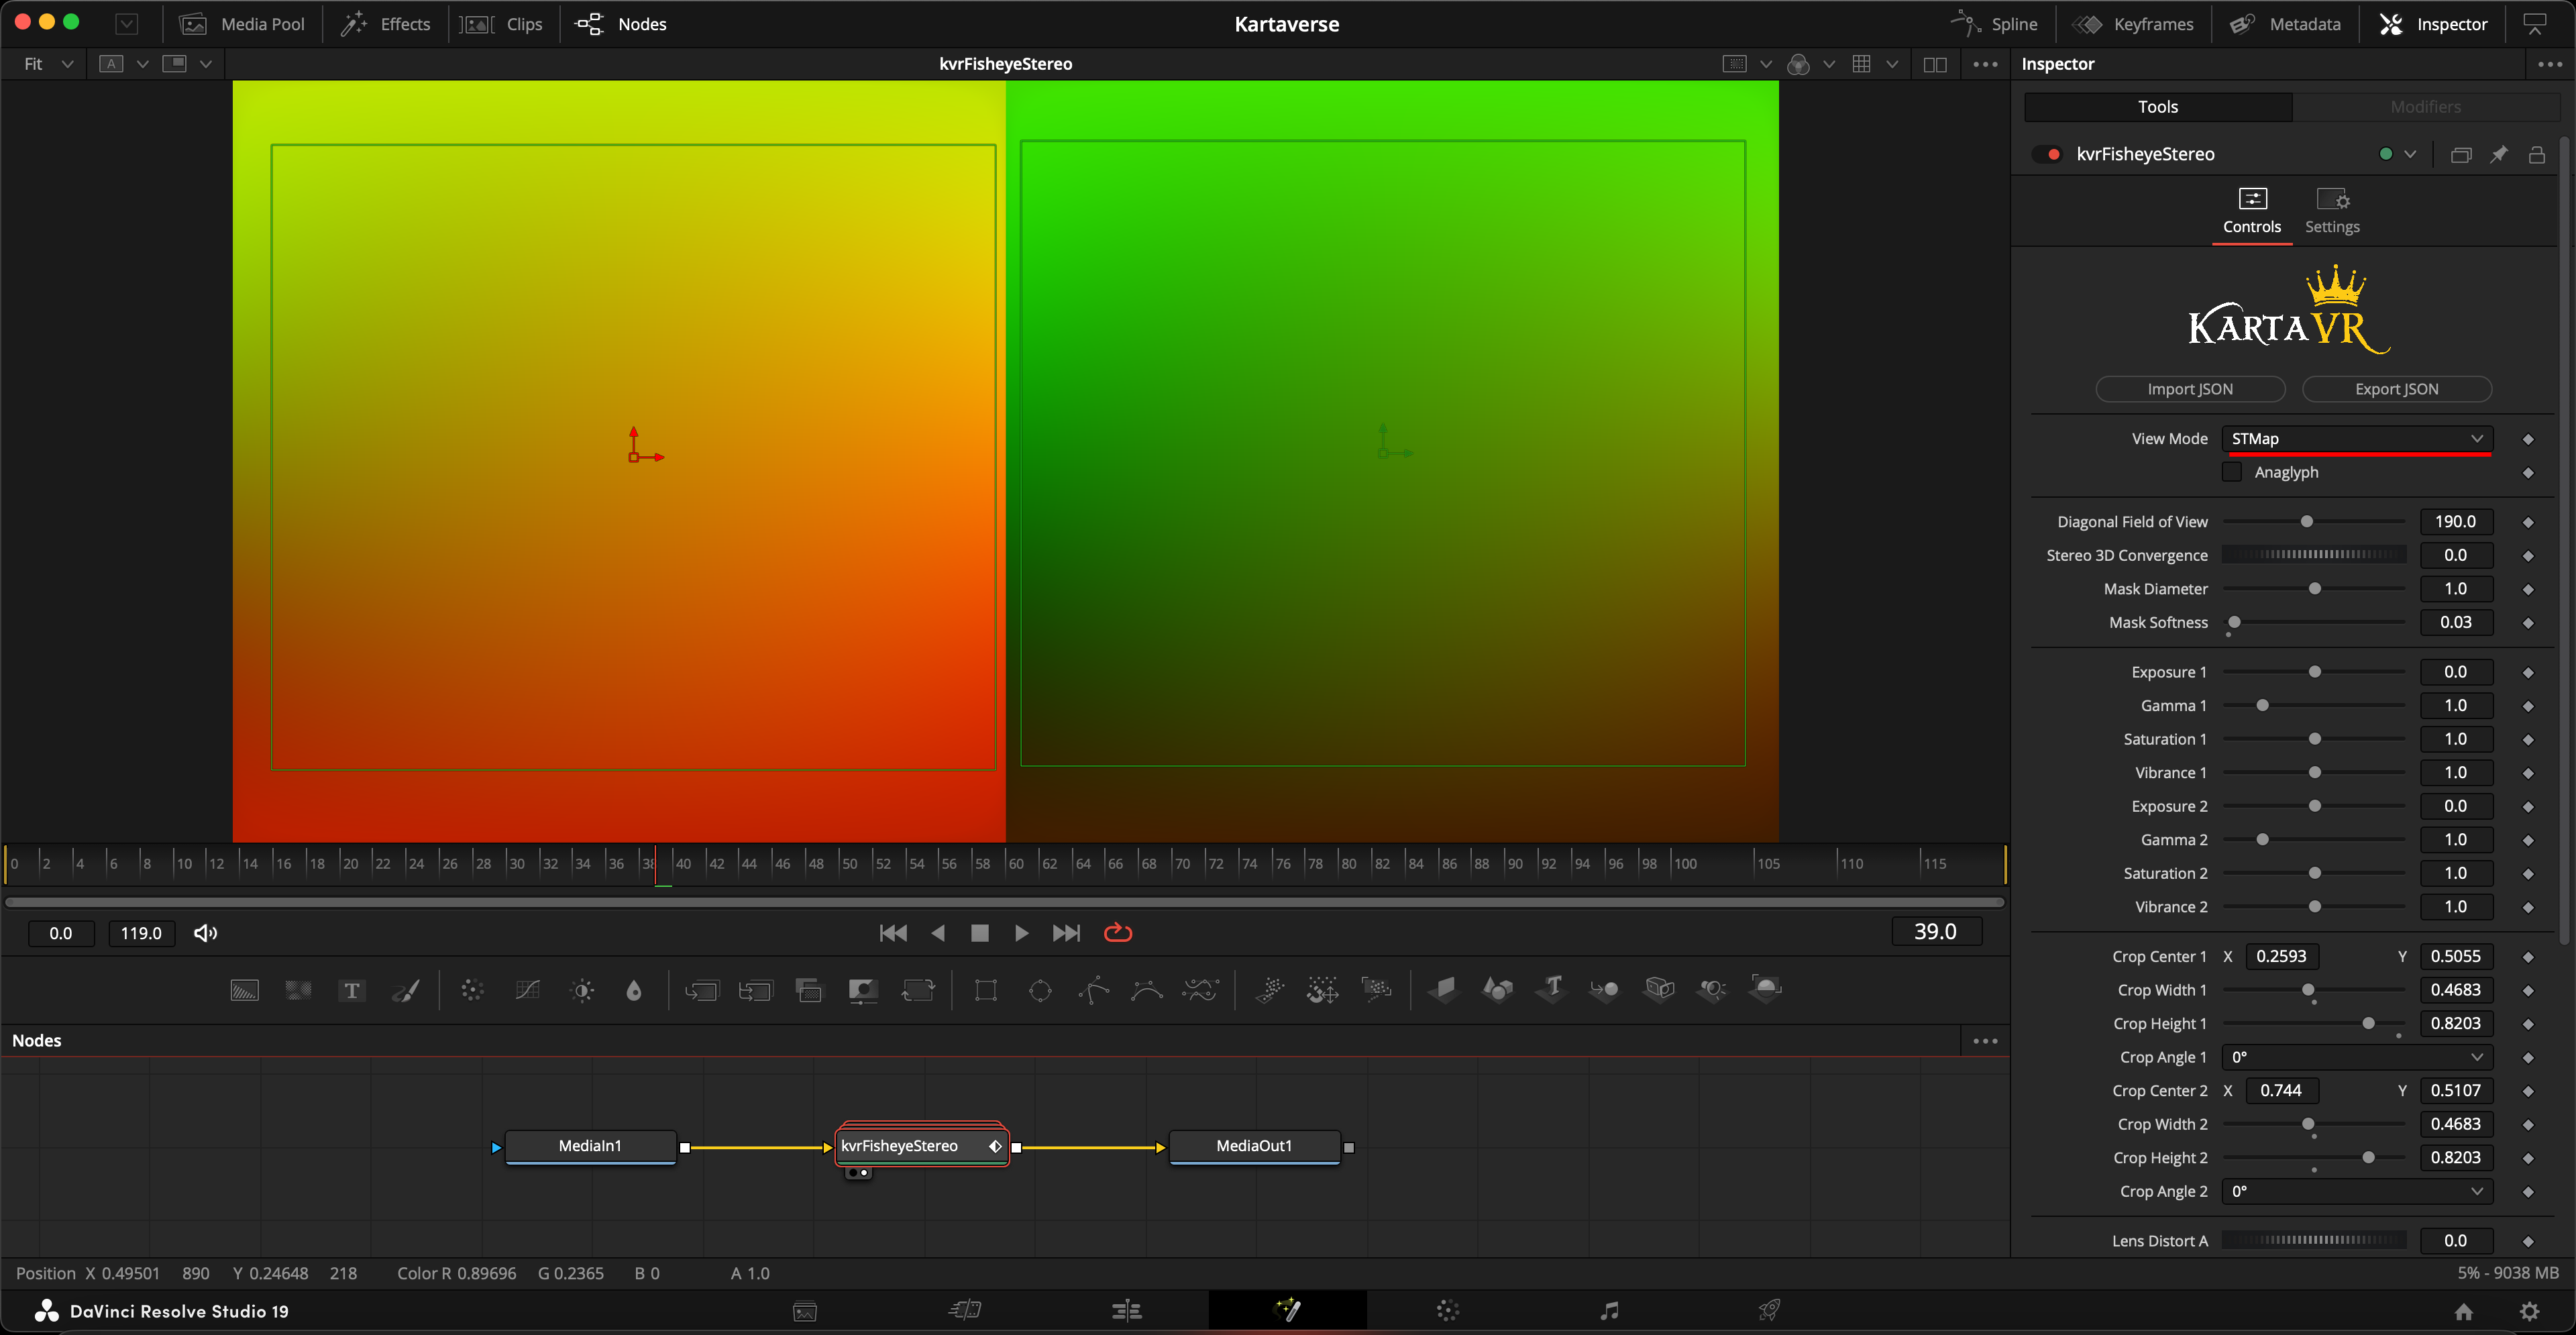 Media Pool Effects Clips Nodes Kartaverse Spline Keyframes Metadata Inspector
Fit A kvrFisheyeStereo Inspector
Tools Modifiers
kvrFisheyeStereo
Controls Settings
KARTAVR
Import JSON Export JSON
View Mode STMap
Anaglyph
Diagonal Field of View 190.0
Stereo 3D Convergence 0.0
Mask Diameter 1.0
Mask Softness 0.03
Exposure 1 0.0
Gamma 1 1.0
Saturation 1 1.0
Vibrance 1 1.0
Exposure 2 0.0
Gamma 2 1.0
Saturation 2 1.0
Vibrance 2 1.0
0 2 4 6 8 10 12 14 16 18 20 22 24 26 28 30 32 34 36 38 40 42 44 46 48 50 52 54 56 58 60 62 64 66 68 70 72 74 76 78 80 82 84 86 88 90 92 94 96 98 100 105 110 115
0.0 119.0 39.0
Crop Center 1 X 0.2593 Y 0.5055
Crop Width 1 0.4683
Crop Height 1 0.8203
Crop Angle 1 0°
Crop Center 2 X 0.744 Y 0.5107
Crop Width 2 0.4683
Crop Height 2 0.8203
Crop Angle 2 0°
Lens Distort A 0.0
T T
Nodes
MediaIn1 kvrFisheyeStereo MediaOut1
Position X 0.49501 890 Y 0.24648 218 Color R 0.89696 G 0.2365 B 0 A 1.0 5% - 9038 MB
DaVinci Resolve Studio 19